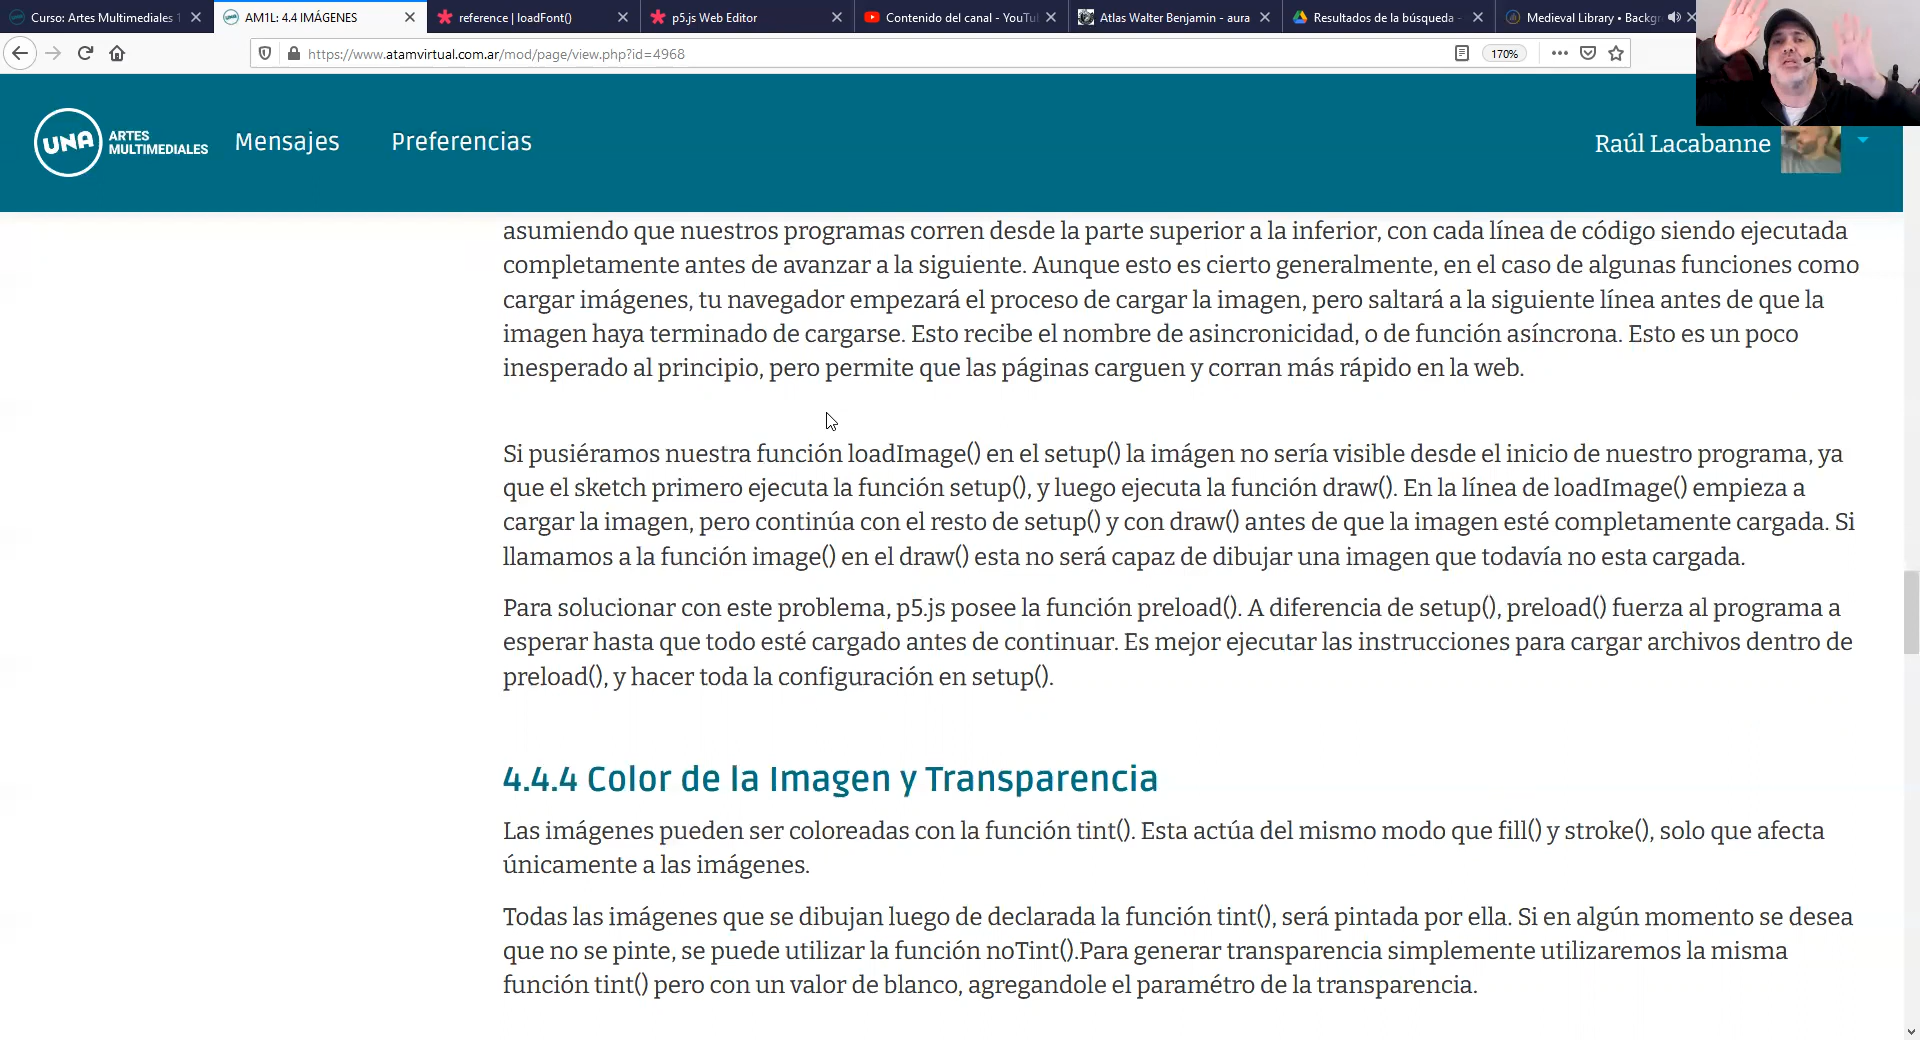 Curso: Artes Multimediales 1
AM1L: 4.4 IMÁGENES
reference | loadFont()
p5.js Web Editor
Contenido del canal - YouTu
Atlas Walter Benjamin - aura
Resultados de la búsqueda -
Medieval Library • Backgr
https://www.atamvirtual.com.ar/mod/page/view.php?id=4968
170%
UNA
ARTES
MULTIMEDIALES
Mensajes
Preferencias
Raúl Lacabanne
asumiendo que nuestros programas corren desde la parte superior a la inferior, con cada línea de código siendo ejecutada
completamente antes de avanzar a la siguiente. Aunque esto es cierto generalmente, en el caso de algunas funciones como
cargar imágenes, tu navegador empezará el proceso de cargar la imagen, pero saltará a la siguiente línea antes de que la
imagen haya terminado de cargarse. Esto recibe el nombre de asincronicidad, o de función asíncrona. Esto es un poco
inesperado al principio, pero permite que las páginas carguen y corran más rápido en la web.
Si pusiéramos nuestra función loadImage() en el setup() la imágen no sería visible desde el inicio de nuestro programa, ya
que el sketch primero ejecuta la función setup(), y luego ejecuta la función draw(). En la línea de loadImage() empieza a
cargar la imagen, pero continúa con el resto de setup() y con draw() antes de que la imagen esté completamente cargada. Si
llamamos a la función image() en el draw() esta no será capaz de dibujar una imagen que todavía no esta cargada.
Para solucionar con este problema, p5.js posee la función preload(). A diferencia de setup(), preload() fuerza al programa a
esperar hasta que todo esté cargado antes de continuar. Es mejor ejecutar las instrucciones para cargar archivos dentro de
preload(), y hacer toda la configuración en setup().
4.4.4 Color de la Imagen y Transparencia
Las imágenes pueden ser coloreadas con la función tint(). Esta actúa del mismo modo que fill() y stroke(), solo que afecta
únicamente a las imágenes.
Todas las imágenes que se dibujan luego de declarada la función tint(), será pintada por ella. Si en algún momento se desea
que no se pinte, se puede utilizar la función noTint().Para generar transparencia simplemente utilizaremos la misma
función tint() pero con un valor de blanco, agregandole el paramétro de la transparencia.